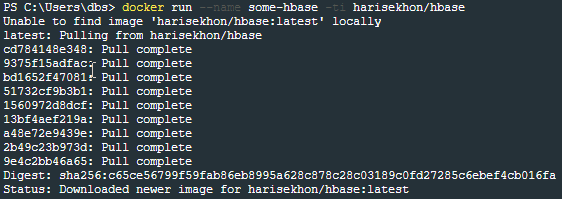 PS C:\Users\dbs> docker run --name some-hbase -ti harisekhon/hbase
Unable to find image 'harisekhon/hbase:latest' locally
latest: Pulling from harisekhon/hbase
cd784148e348: Pull complete
9375f15adfac: Pull complete
bd1652f47081: Pull complete
51732cf9b3b1: Pull complete
1560972d8dcf: Pull complete
13bf4aef219a: Pull complete
a48e72e9439e: Pull complete
2b49c23b973d: Pull complete
9e4c2bb46a65: Pull complete
Digest: sha256:c65ce56799f59fab86eb8995a628c878c28c03189c0fd27285c6ebef4cb016fa
Status: Downloaded newer image for harisekhon/hbase:latest